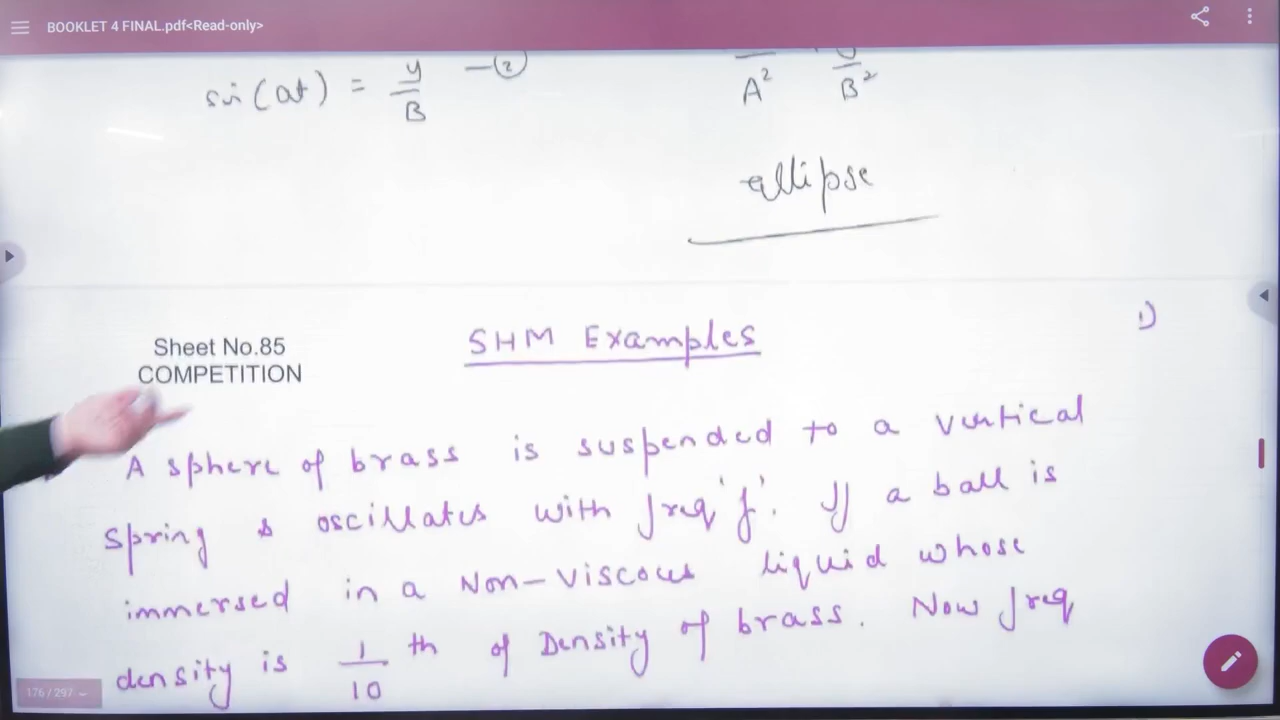 BOOKLET 4 FINAL.pdf<Read-only>
sin(at) = y/B —②
A² B²
ellipse
1)
SHM Examples
Sheet No.85
COMPETITION
A sphere of brass is suspended to a vertical
spring & oscillates with freq 'f'. If a ball is
immersed in a Non-Viscous liquid whose
density is 1/10 th of Density of brass. Now freq
176 / 297